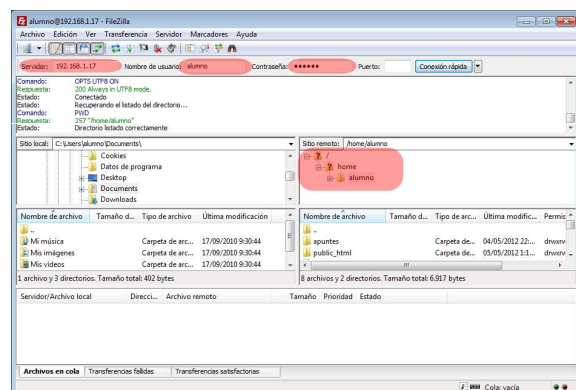 alumno@192.168.1.17 - FileZilla
Archivo Edición Ver Transferencia Servidor Marcadores Ayuda
Servidor: 192.168.1.17 Nombre de usuario: alumno Contraseña: ●●●●●● Puerto: Conexión rápida
Comando: OPTS UTF8 ON
Respuesta: 200 Always in UTF8 mode.
Estado: Conectado
Estado: Recuperando el listado del directorio...
Comando: PWD
Respuesta: 257 "/home/alumno"
Estado: Directorio listado correctamente
Sitio local: C:\Users\alumno\Documents\
Cookies
Datos de programa
Desktop
Documents
Downloads
Sitio remoto: /home/alumno
/
home
alumno
Nombre de archivo Tamaño d... Tipo de archivo Última modificación
..
Mi música Carpeta de arc... 17/09/2010 9:30:44
Mis imágenes Carpeta de arc... 17/09/2010 9:30:44
Mis vídeos Carpeta de arc... 17/09/2010 9:30:44
1 archivo y 3 directorios. Tamaño total: 402 bytes
Nombre de archivo Tamaño d... Tipo de arc... Última modific... Permis
..
apuntes Carpeta de... 04/05/2012 22:... drwxrw
public_html Carpeta de... 05/05/2012 1:1... drwxrw
8 archivos y 2 directorios. Tamaño total: 6.917 bytes
Servidor/Archivo local Direcci... Archivo remoto Tamaño Prioridad Estado
Archivos en cola Transferencias fallidas Transferencias satisfactorias
Cola: vacía